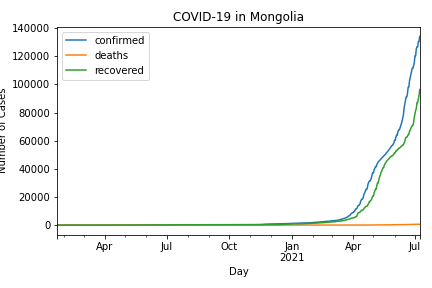 COVID-19 in Mongolia
140000
120000
100000
80000
60000
40000
20000
0
Number of Cases
confirmed
deaths
recovered
Apr
Jul
Oct
Jan
2021
Apr
Jul
Day